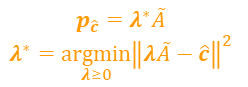 p_ĉ = λ*Ã
λ* = argmin_{λ≥0} ‖λÃ − ĉ‖²